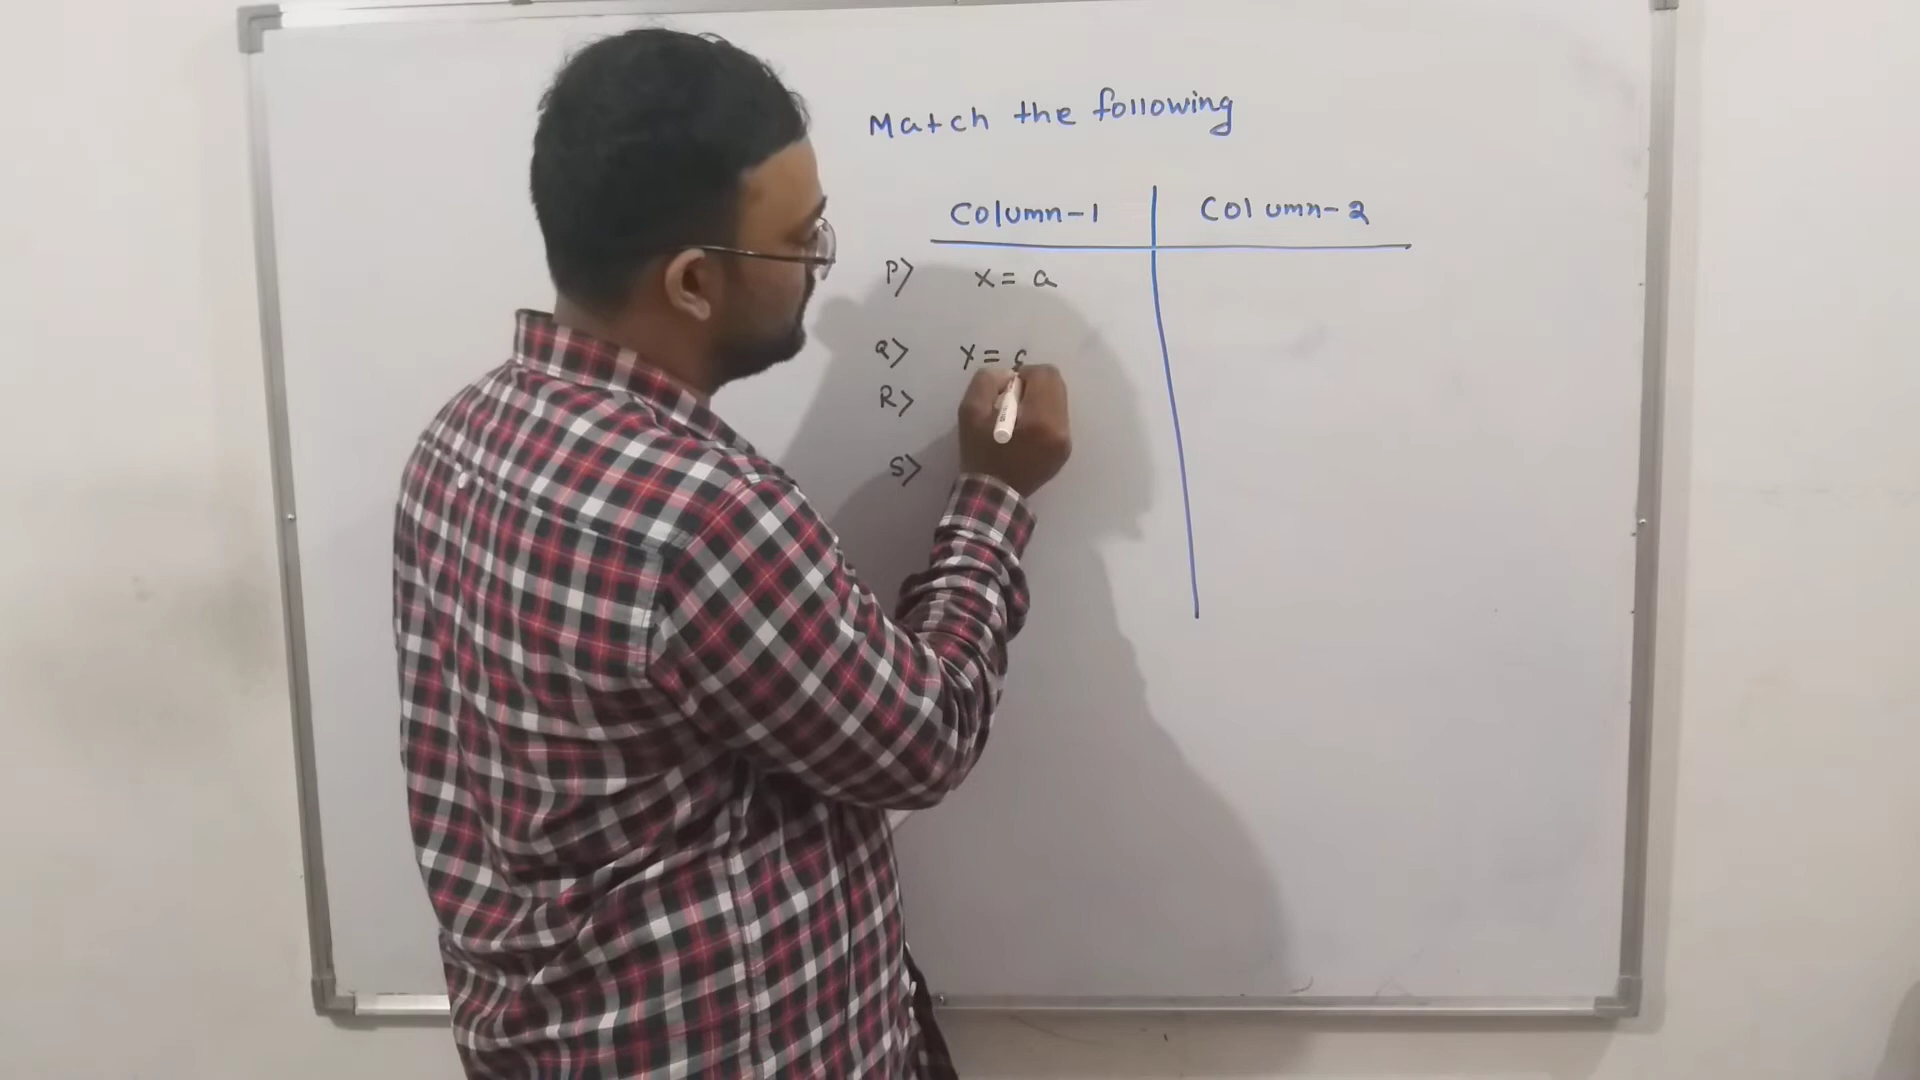 Match the following
Column-1 Column-2
P> x = a
Q> x =
R>
S>